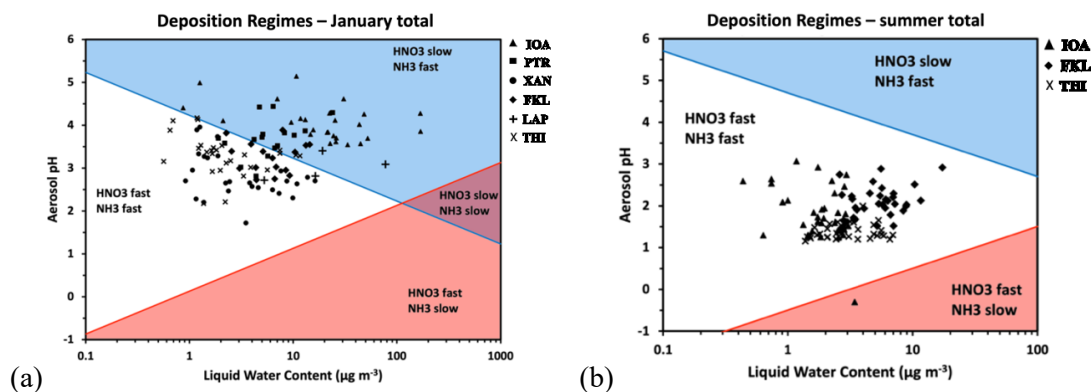 Deposition Regimes – January total
6
5
4
3
2
1
0
-1
Aerosol pH
HNO3 slow
NH3 fast
HNO3 fast
NH3 fast
HNO3 slow
NH3 slow
HNO3 fast
NH3 slow
0.1
1
10
100
1000
Liquid Water Content (µg m⁻³)
IOA
PTR
XAN
FKL
LAP
THI
(a)
Deposition Regimes – summer total
6
5
4
3
2
1
0
-1
Aerosol pH
HNO3 slow
NH3 fast
HNO3 fast
NH3 fast
HNO3 fast
NH3 slow
0.1
1
10
100
Liquid Water Content (µg m⁻³)
IOA
FKL
THI
(b)